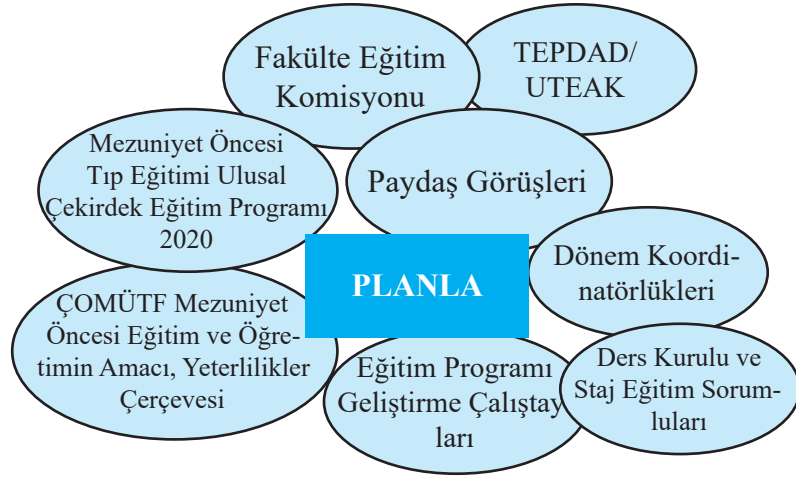 Fakülte Eğitim
Komisyonu
TEPDAD/
UTEAK
Mezuniyet Öncesi
Tıp Eğitimi Ulusal
Çekirdek Eğitim Programı
2020
Paydaş Görüşleri
PLANLA
Dönem Koordi-
natörlükleri
ÇOMÜTF Mezuniyet
Öncesi Eğitim ve Öğre-
timin Amacı, Yeterlilikler
Çerçevesi
Eğitim Programı
Geliştirme Çalıştay
ları
Ders Kurulu ve
Staj Eğitim Sorum-
luları